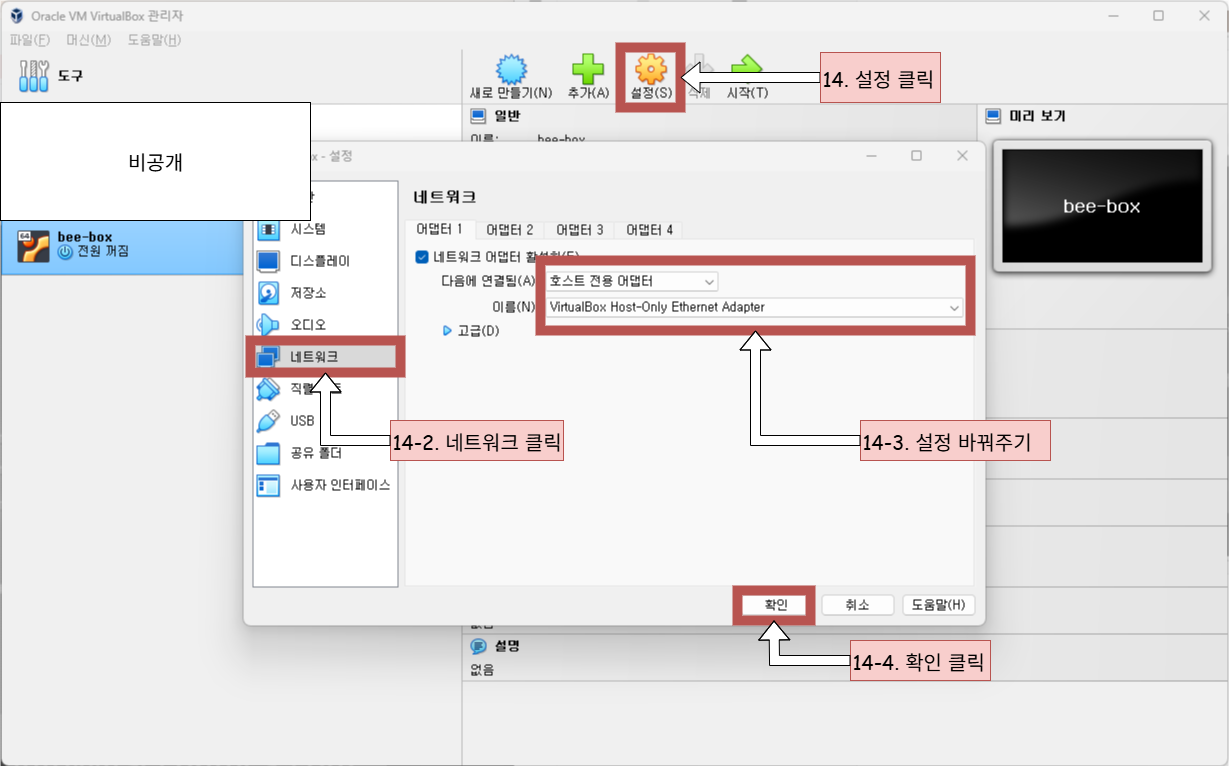 Oracle VM VirtualBox 관리자
파일(F) 머신(M) 도움말(H)
도구
새로 만들기(N) 추가(A) 설정(S) 삭제 시작(T)
14. 설정 클릭
일반
이름: bee-box
미리 보기
bee-box
비공개
bee-box
전원 꺼짐
x - 설정
시스템
디스플레이
저장소
오디오
네트워크
USB
공유 폴더
사용자 인터페이스
네트워크
어댑터 1 어댑터 2 어댑터 3 어댑터 4
네트워크 어댑터 활성화(E)
다음에 연결됨(A) 호스트 전용 어댑터
이름(N) VirtualBox Host-Only Ethernet Adapter
고급(D)
14-2. 네트워크 클릭
14-3. 설정 바꿔주기
확인 취소 도움말(H)
14-4. 확인 클릭
없음
설명
없음